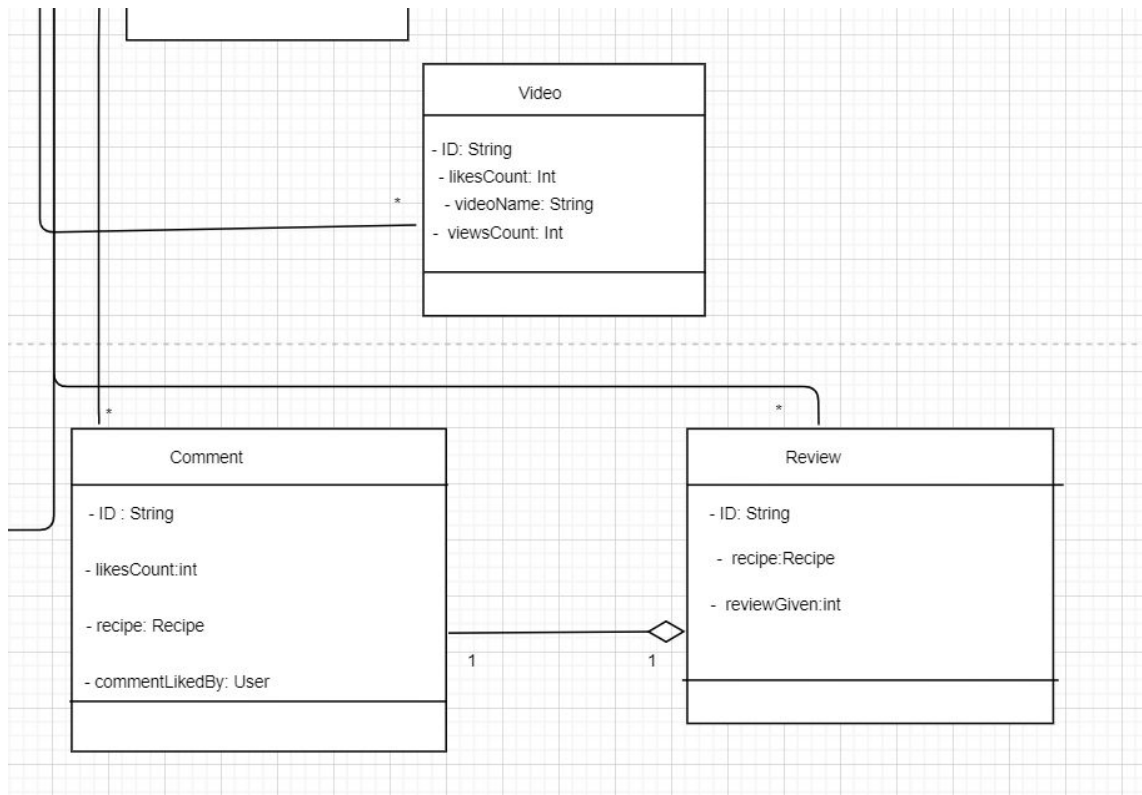 Video
- ID: String
- likesCount: Int
- videoName: String
*
- viewsCount: Int
*
*
Comment
- ID : String
- likesCount:int
- recipe: Recipe
- commentLikedBy: User
Review
- ID: String
- recipe:Recipe
- reviewGiven:int
1
1